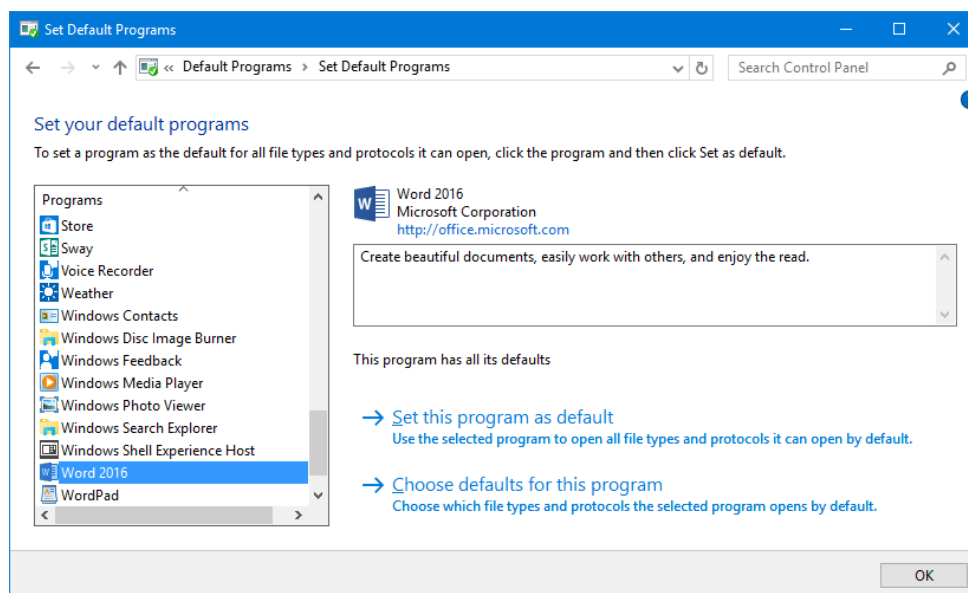 Set Default Programs
« Default Programs > Set Default Programs
Search Control Panel
Set your default programs
To set a program as the default for all file types and protocols it can open, click the program and then click Set as default.
Programs
Store
Sway
Voice Recorder
Weather
Windows Contacts
Windows Disc Image Burner
Windows Feedback
Windows Media Player
Windows Photo Viewer
Windows Search Explorer
Windows Shell Experience Host
Word 2016
WordPad
Word 2016
Microsoft Corporation
http://office.microsoft.com
Create beautiful documents, easily work with others, and enjoy the read.
This program has all its defaults
Set this program as default
Use the selected program to open all file types and protocols it can open by default.
Choose defaults for this program
Choose which file types and protocols the selected program opens by default.
OK